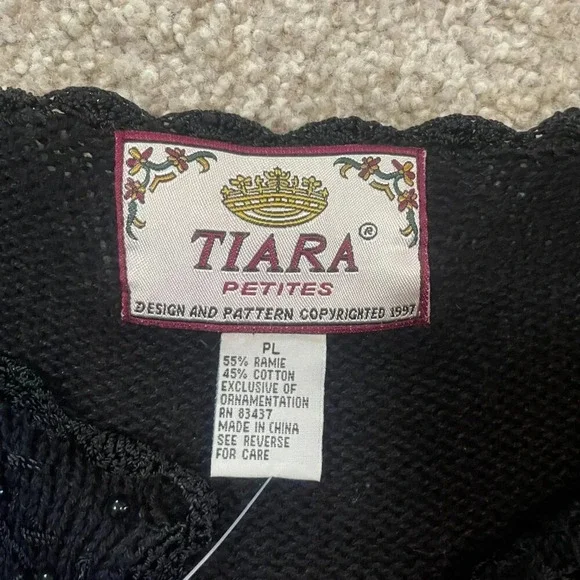 TIARA ®
PETITES
DESIGN AND PATTERN COPYRIGHTED 1997
PL
55% RAMIE
45% COTTON
EXCLUSIVE OF
ORNAMENTATION
RN 83437
MADE IN CHINA
SEE REVERSE
FOR CARE